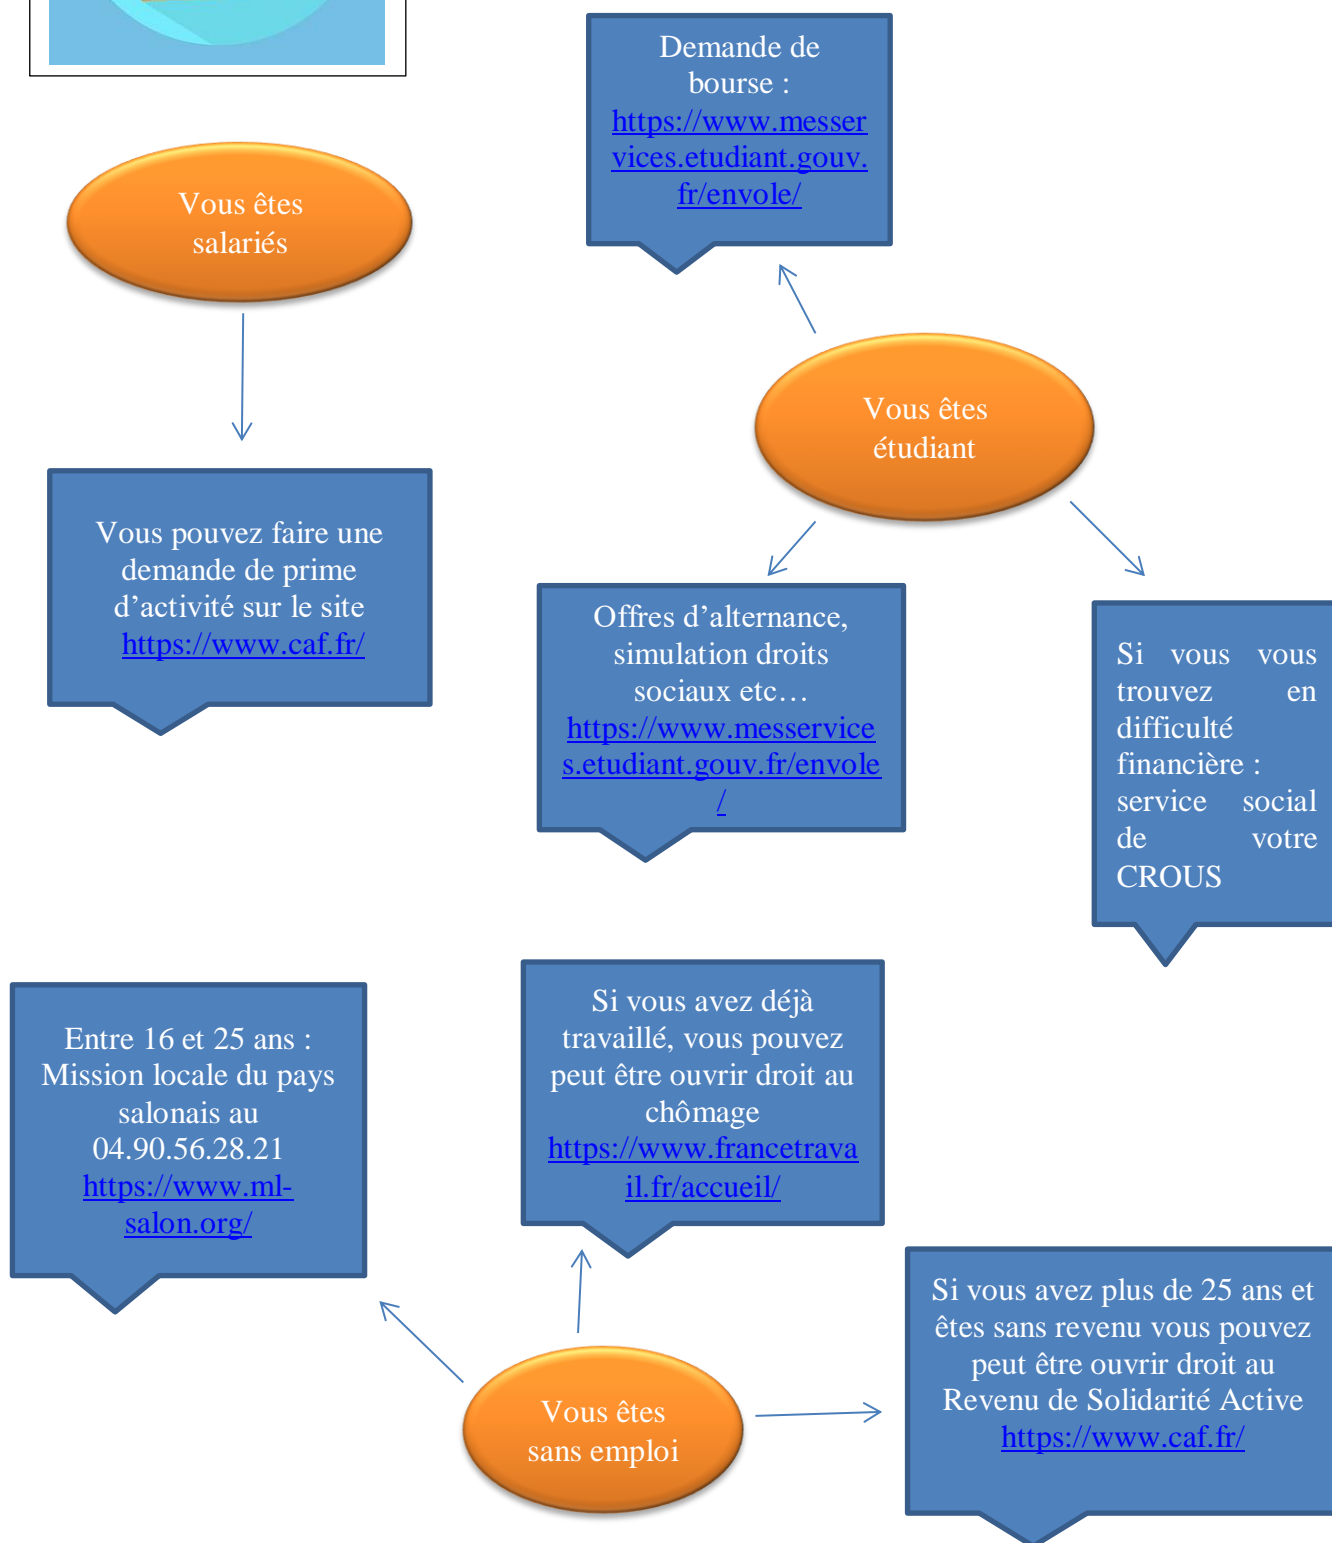 Demande de
bourse :
https://www.messer
vices.etudiant.gouv.
fr/envole/
Vous êtes
salariés
Vous êtes
étudiant
Vous pouvez faire une
demande de prime
d’activité sur le site
https://www.caf.fr/
Offres d’alternance,
simulation droits
sociaux etc…
https://www.messervice
s.etudiant.gouv.fr/envole
/
Si vous vous
trouvez en
difficulté
financière :
service social
de votre
CROUS
Entre 16 et 25 ans :
Mission locale du pays
salonais au
04.90.56.28.21
https://www.ml-
salon.org/
Si vous avez déjà
travaillé, vous pouvez
peut être ouvrir droit au
chômage
https://www.francetrava
il.fr/accueil/
Si vous avez plus de 25 ans et
êtes sans revenu vous pouvez
peut être ouvrir droit au
Revenu de Solidarité Active
https://www.caf.fr/
Vous êtes
sans emploi